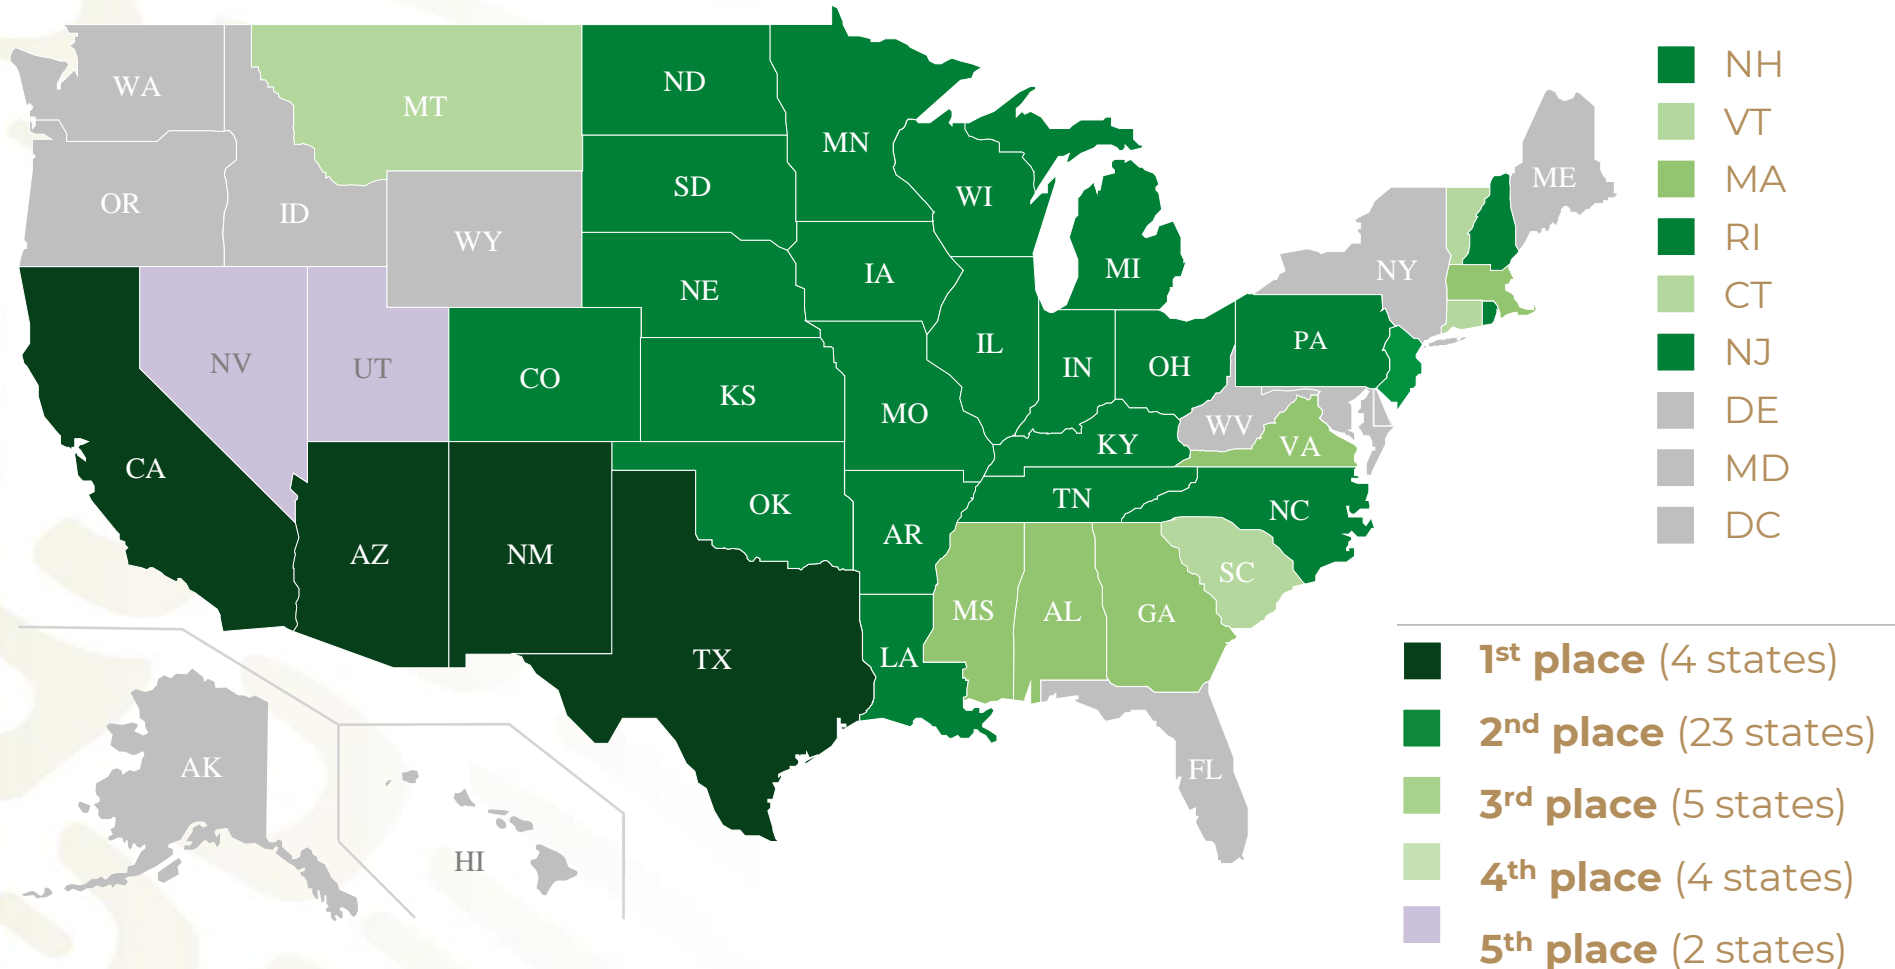 WA
MT
ND
MN
OR
ID
WY
SD
WI
MI
NY
ME
NE
IA
NV
UT
CO
KS
IL
IN
OH
PA
MO
KY
WV
VA
CA
AZ
NM
OK
AR
TN
NC
SC
MS
AL
GA
TX
LA
FL
AK
HI
NH
VT
MA
RI
CT
NJ
DE
MD
DC
1st place (4 states)
2nd place (23 states)
3rd place (5 states)
4th place (4 states)
5th place (2 states)